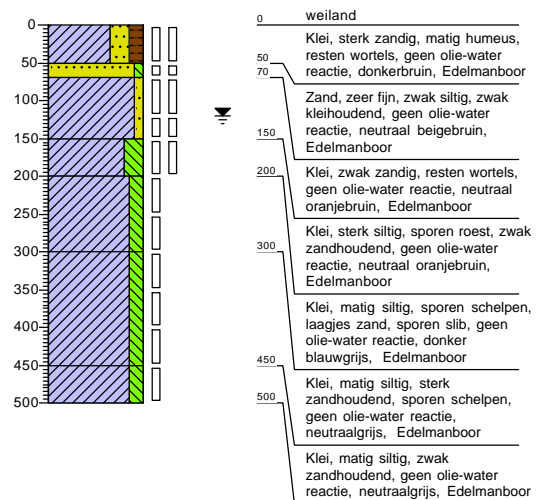 0
50
100
150
200
250
300
350
400
450
500
0
weiland
Klei, sterk zandig, matig humeus,
resten wortels, geen olie-water
reactie, donkerbruin, Edelmanboor
50
70
Zand, zeer fijn, zwak siltig, zwak
kleihoudend, geen olie-water
reactie, neutraal beigebruin,
Edelmanboor
150
Klei, zwak zandig, resten wortels,
geen olie-water reactie, neutraal
oranjebruin, Edelmanboor
200
Klei, sterk siltig, sporen roest, zwak
zandhoudend, geen olie-water
reactie, neutraal oranjebruin,
Edelmanboor
300
Klei, matig siltig, sporen schelpen,
laagjes zand, sporen slib, geen
olie-water reactie, donker
blauwgrijs, Edelmanboor
450
Klei, matig siltig, sterk
zandhoudend, sporen schelpen,
geen olie-water reactie,
neutraalgrijs, Edelmanboor
500
Klei, matig siltig, zwak
zandhoudend, geen olie-water
reactie, neutraalgrijs, Edelmanboor